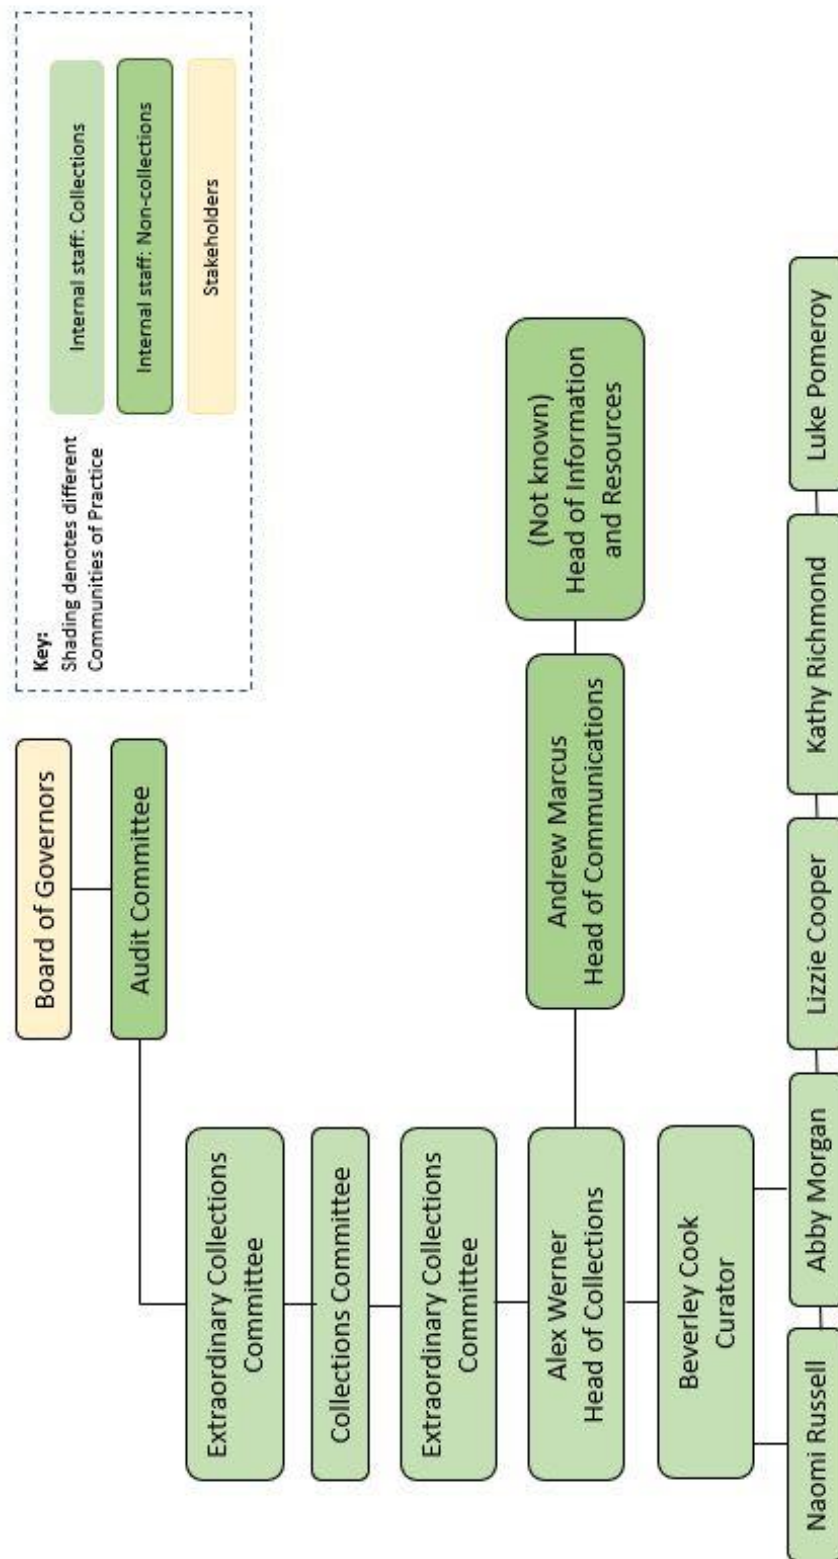 Board of Governors
Audit Committee
Key:
Shading denotes different
Communities of Practice
Internal staff: Collections
Internal staff: Non-collections
Stakeholders
Extraordinary Collections
Committee
Collections Committee
Extraordinary Collections
Committee
Alex Werner
Head of Collections
Andrew Marcus
Head of Communications
(Not known)
Head of Information
and Resources
Beverley Cook
Curator
Naomi Russell
Abby Morgan
Lizzie Cooper
Kathy Richmond
Luke Pomeroy